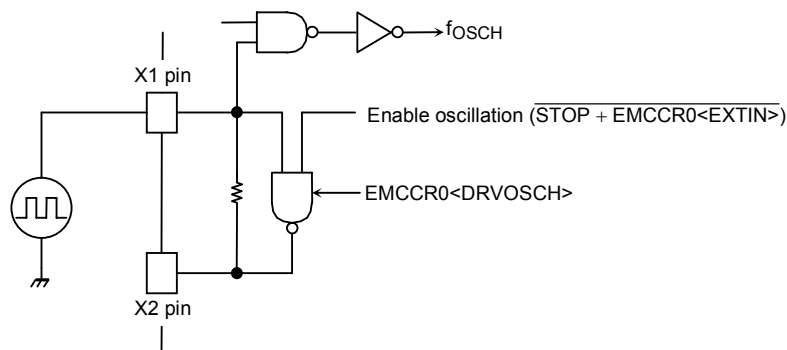 fOSCH
X1 pin
Enable oscillation (STOP + EMCCR0<EXTIN>)
EMCCR0<DRVOSCH>
X2 pin